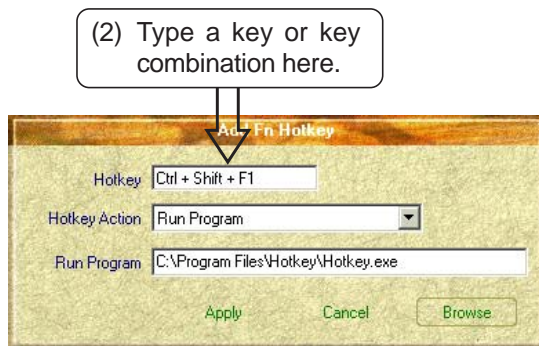 (2) Type a key or key
combination here.
Add Fn Hotkey
Hotkey Ctrl + Shift + F1
Hotkey Action Run Program
Run Program C:\Program Files\Hotkey\Hotkey.exe
Apply Cancel Browse